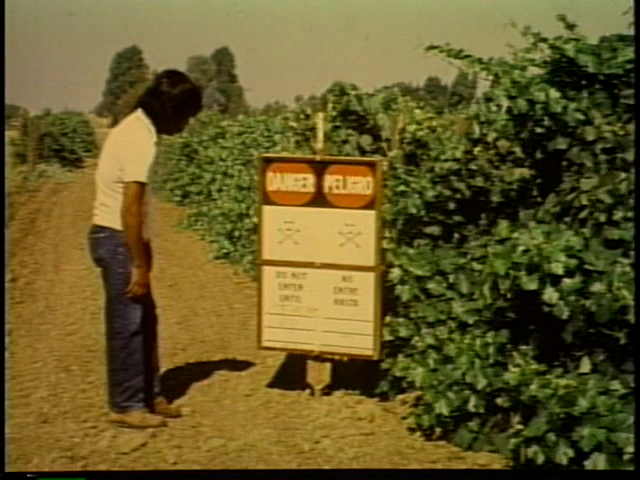 DANGER PELIGRO
DO NOT NO
ENTER ENTRE
UNTIL HASTA